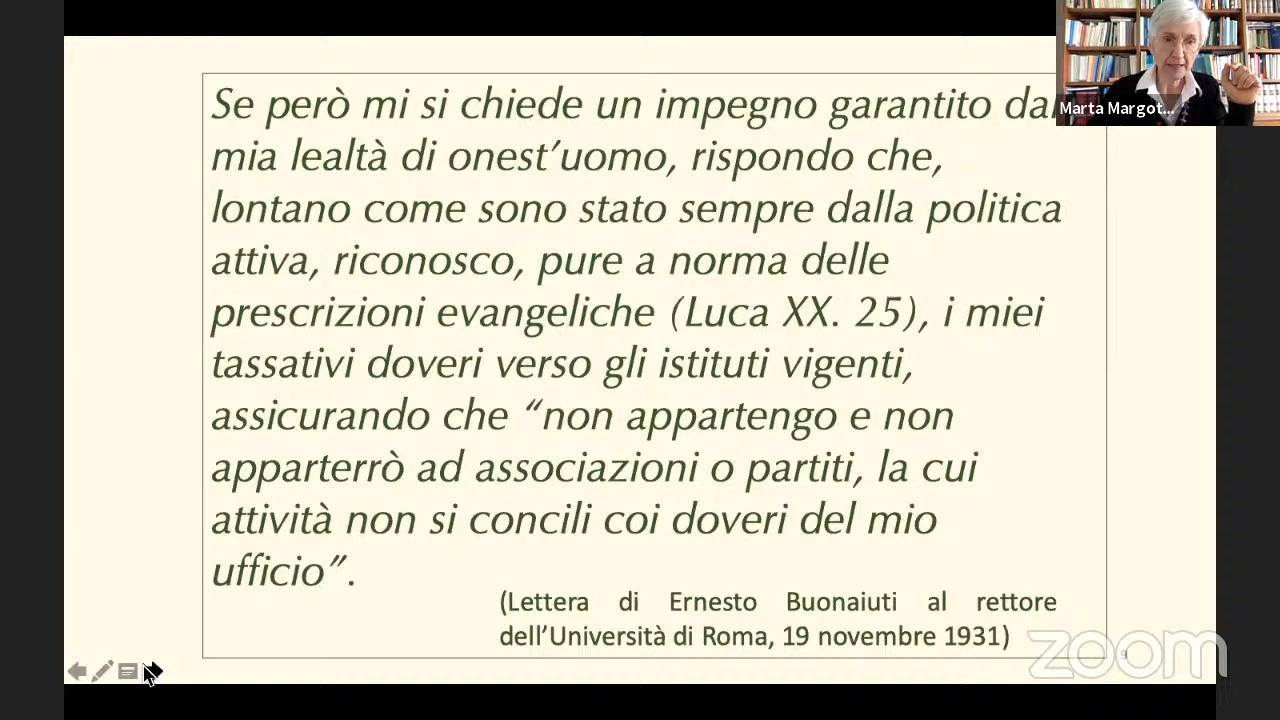 Se però mi si chiede un impegno garantito da
mia lealtà di onest’uomo, rispondo che,
lontano come sono stato sempre dalla politica
attiva, riconosco, pure a norma delle
prescrizioni evangeliche (Luca XX. 25), i miei
tassativi doveri verso gli istituti vigenti,
assicurando che “non appartengo e non
apparterrò ad associazioni o partiti, la cui
attività non si concili coi doveri del mio
ufficio”.
(Lettera di Ernesto Buonaiuti al rettore
dell’Università di Roma, 19 novembre 1931)
9
Marta Margot...
zoom